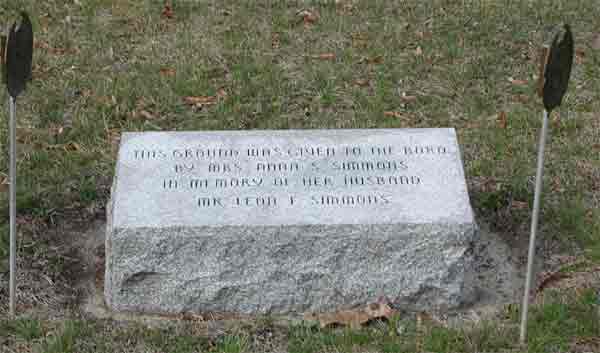 THIS GROUND WAS GIVEN TO THE BORO.
BY MRS. ANNA S. SIMMONS
IN MEMORY OF HER HUSBAND
MR. LEON F. SIMMONS